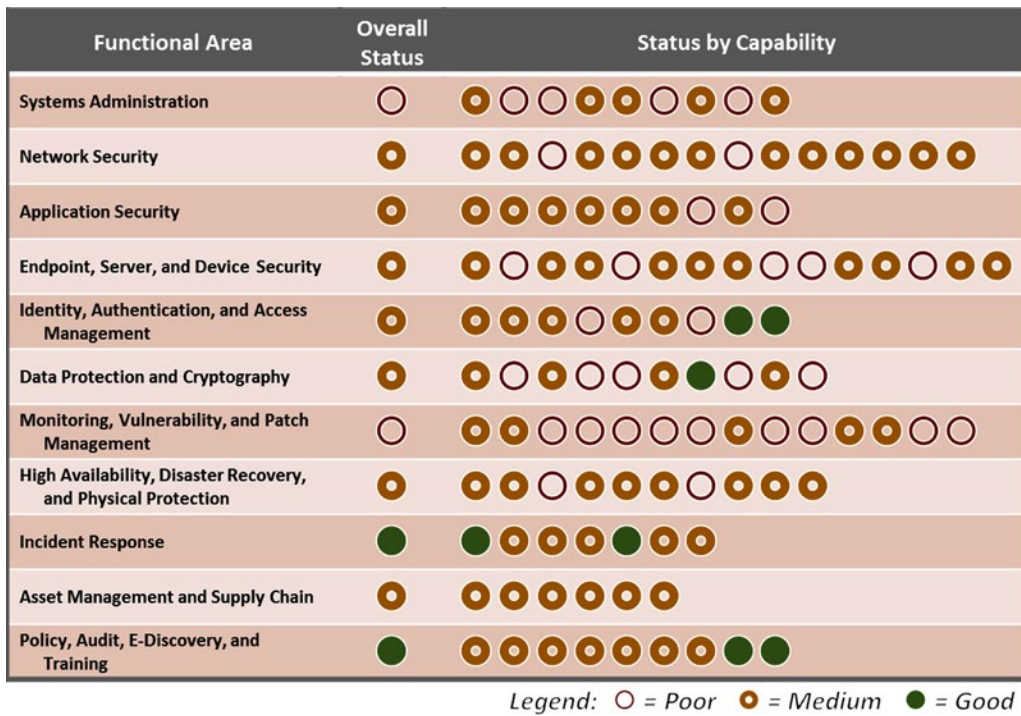 Functional Area
Overall
Status
Status by Capability
Systems Administration
Network Security
Application Security
Endpoint, Server, and Device Security
Identity, Authentication, and Access
Management
Data Protection and Cryptography
Monitoring, Vulnerability, and Patch
Management
High Availability, Disaster Recovery,
and Physical Protection
Incident Response
Asset Management and Supply Chain
Policy, Audit, E-Discovery, and
Training
Legend: = Poor = Medium = Good